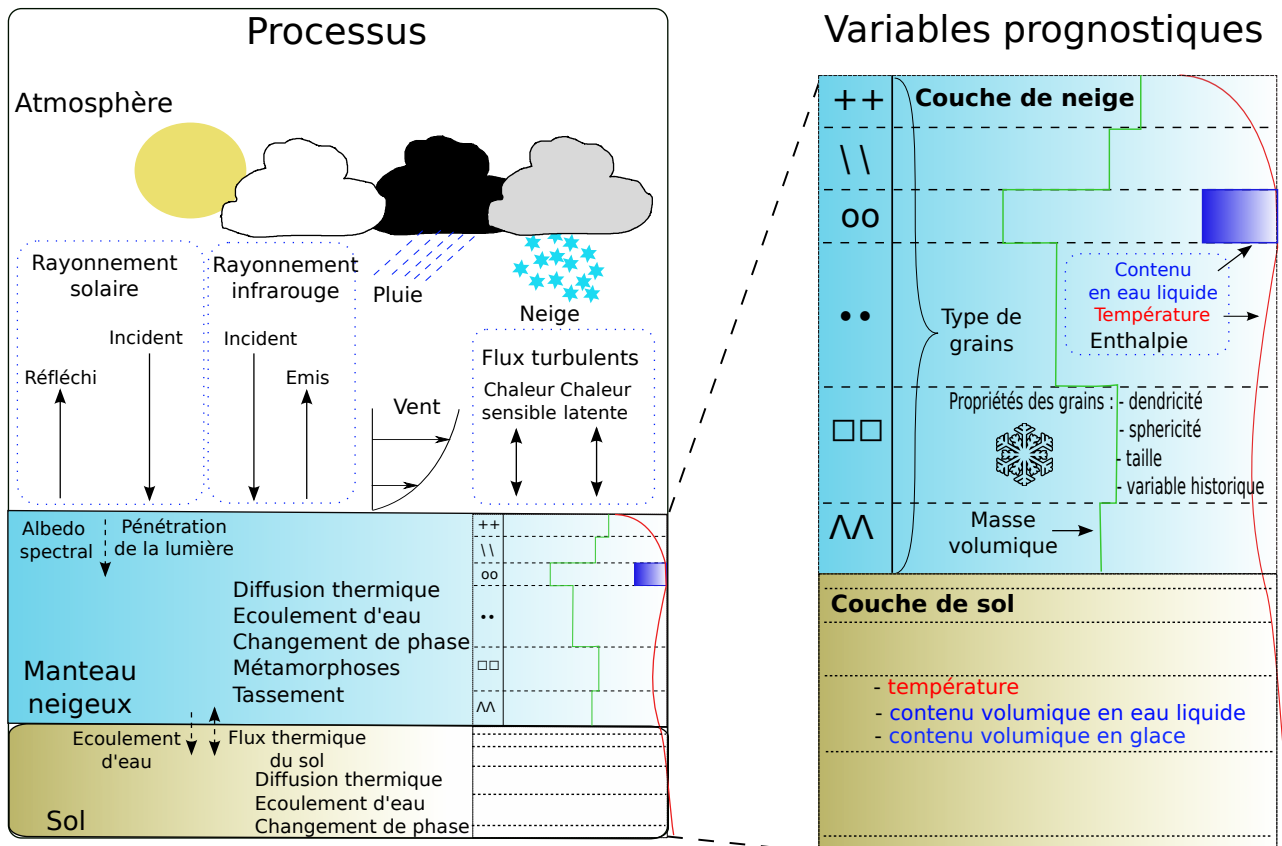 Processus
Atmosphère
Rayonnement
solaire
Incident
Réfléchi
Rayonnement
infrarouge
Incident
Emis
Pluie
Neige
Vent
Flux turbulents
Chaleur Chaleur
sensible latente
Albedo
spectral
Pénétration
de la lumière
Diffusion thermique
Ecoulement d'eau
Changement de phase
Métamorphoses
Tassement
Manteau
neigeux
++
\ \
oo
••
□□
ΛΛ
Ecoulement
d'eau
Flux thermique
du sol
Diffusion thermique
Ecoulement d'eau
Changement de phase
Sol
Variables prognostiques
Couche de neige
++
\ \
oo
••
□□
ΛΛ
Type de
grains
Contenu
en eau liquide
Température
Enthalpie
Propriétés des grains : - dendricité
- sphericité
- taille
- variable historique
Masse
volumique
Couche de sol
- température
- contenu volumique en eau liquide
- contenu volumique en glace